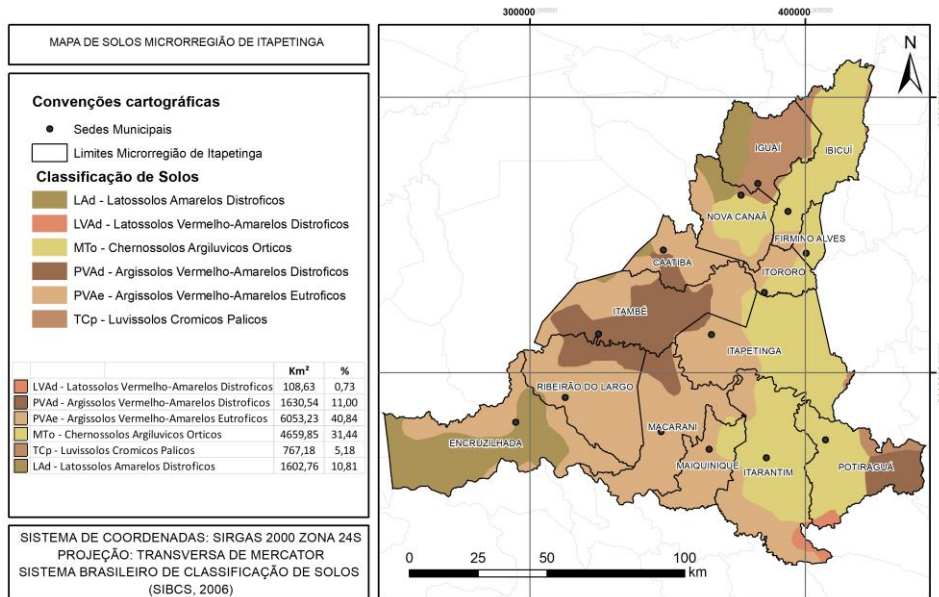 MAPA DE SOLOS MICRORREGIÃO DE ITAPETINGA
Convenções cartográficas
Sedes Municipais
Limites Microrregião de Itapetinga
Classificação de Solos
LAd - Latossolos Amarelos Distroficos
LVAd - Latossolos Vermelho-Amarelos Distroficos
MTo - Chernossolos Argiluvicos Orticos
PVAd - Argissolos Vermelho-Amarelos Distroficos
PVAe - Argissolos Vermelho-Amarelos Eutroficos
TCp - Luvissolos Cromicos Palicos
Km² %
LVAd - Latossolos Vermelho-Amarelos Distroficos 108,63 0,73
PVAd - Argissolos Vermelho-Amarelos Distroficos 1630,54 11,00
PVAe - Argissolos Vermelho-Amarelos Eutroficos 6053,23 40,84
MTo - Chernossolos Argiluvicos Orticos 4659,85 31,44
TCp - Luvissolos Cromicos Palicos 767,18 5,18
LAd - Latossolos Amarelos Distroficos 1602,76 10,81
SISTEMA DE COORDENADAS: SIRGAS 2000 ZONA 24S
PROJEÇÃO: TRANSVERSA DE MERCATOR
SISTEMA BRASILEIRO DE CLASSIFICAÇÃO DE SOLOS
(SIBCS, 2006)
300000,000000 400000,000000
N
IGUAÍ
IBICUÍ
NOVA CANAÃ
FIRMINO ALVES
CAATIBA
ITORORO
ITAMBÉ
ITAPETINGA
RIBEIRÃO DO LARGO
MACARANI
ENCRUZILHADA
MAIQUINIQUE
ITARANTIM
POTIRAGUÁ
0 25 50 100
km